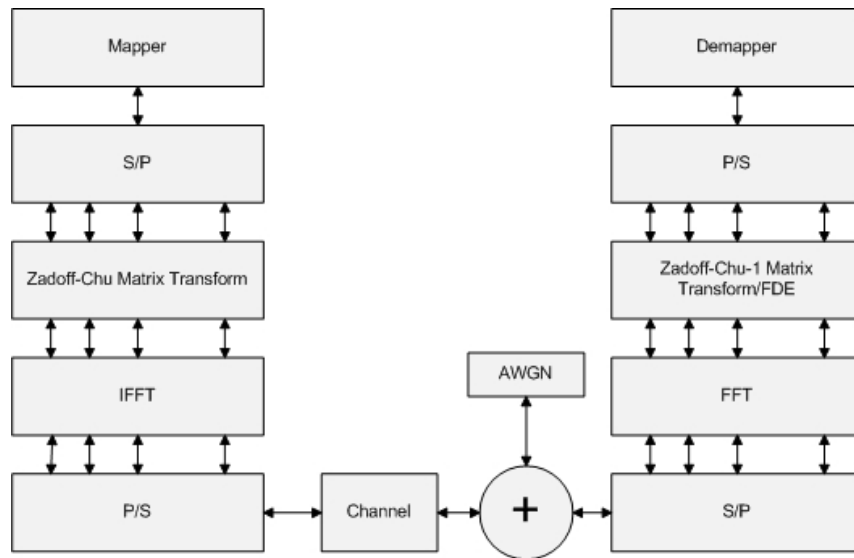 Mapper
S/P
Zadoff-Chu Matrix Transform
IFFT
P/S
Channel
AWGN
+
Demapper
P/S
Zadoff-Chu-1 Matrix
Transform/FDE
FFT
S/P